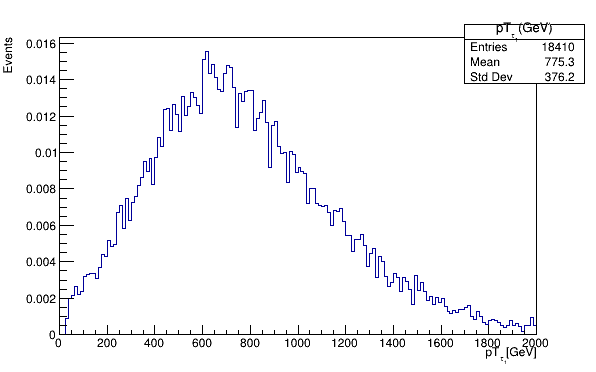 pT_τ₁(GeV)
Entries 18410
Mean 775.3
Std Dev 376.2
Events
0.016
0.014
0.012
0.01
0.008
0.006
0.004
0.002
0
0 200 400 600 800 1000 1200 1400 1600 1800 2000
pT_τ₁[GeV]